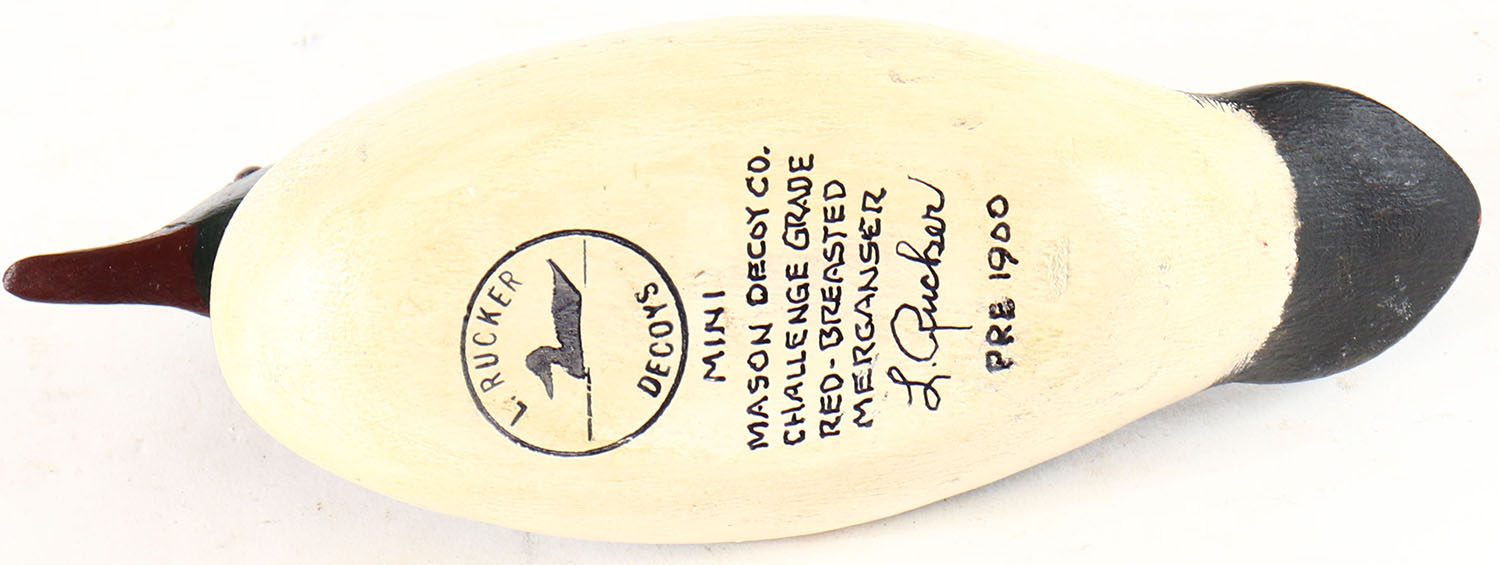 L. RUCKER
DECOYS
MINI
MASON DECOY CO.
CHALLENGE GRADE
RED-BREASTED
MERGANSER
L. Rucker
PRE 1900